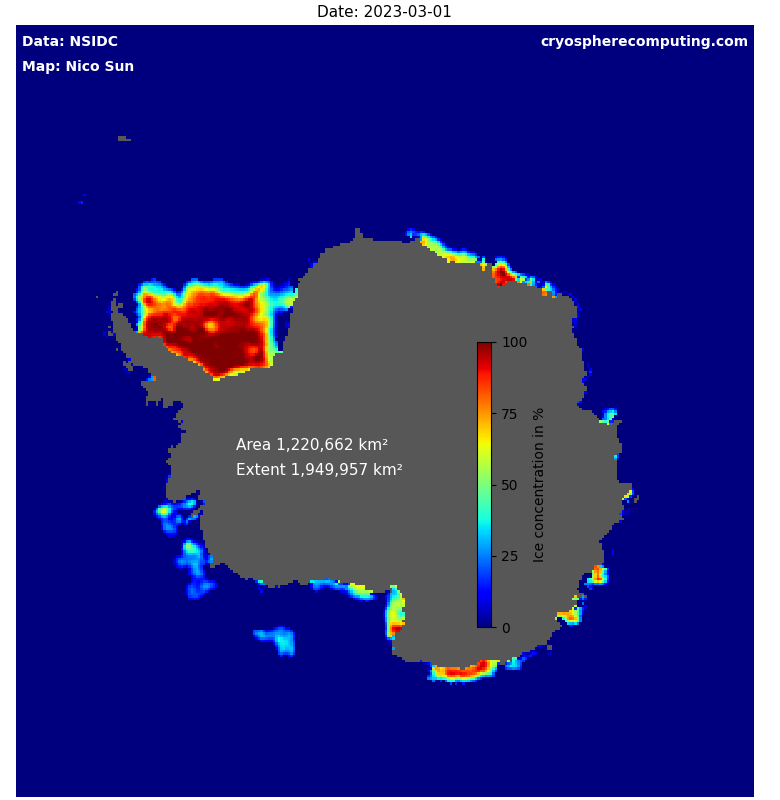 Date: 2023-03-01
Data: NSIDC
cryospherecomputing.com
Map: Nico Sun
100
75
50
25
0
Ice concentration in %
Area 1,220,662 km²
Extent 1,949,957 km²